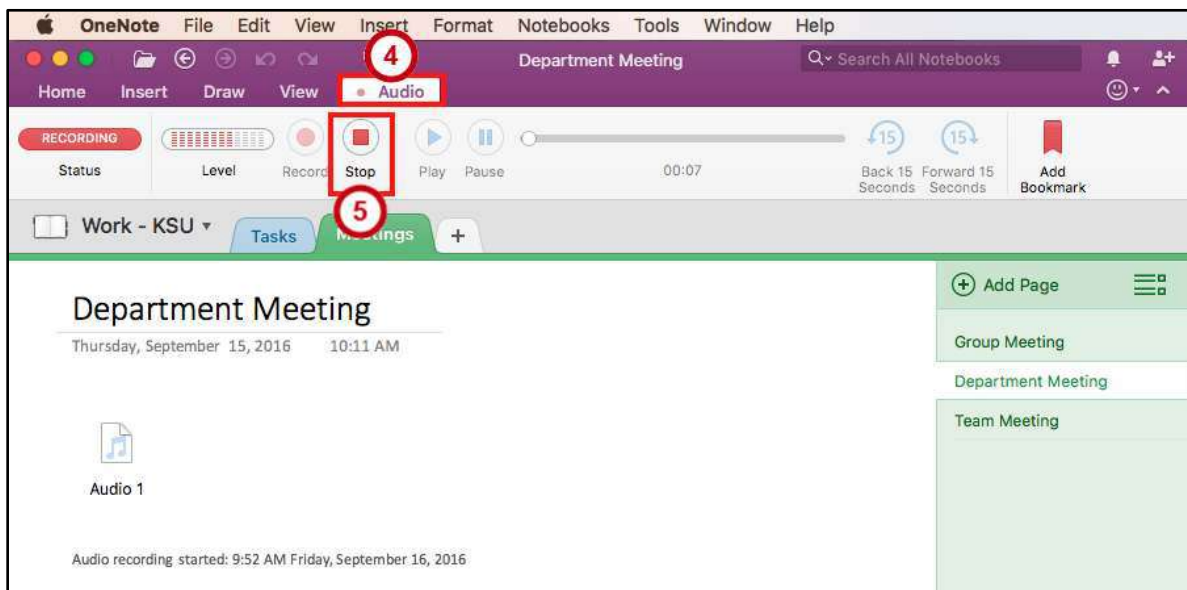 OneNote File Edit View Insert Format Notebooks Tools Window Help
4
Department Meeting
Search All Notebooks
Home Insert Draw View Audio
RECORDING
15
15
Status Level Record Stop Play Pause 00:07 Back 15 Seconds Forward 15 Seconds Add Bookmark
5
Work - KSU Tasks Meetings +
Department Meeting
Thursday, September 15, 2016 10:11 AM
Audio 1
Audio recording started: 9:52 AM Friday, September 16, 2016
Add Page
Group Meeting
Department Meeting
Team Meeting